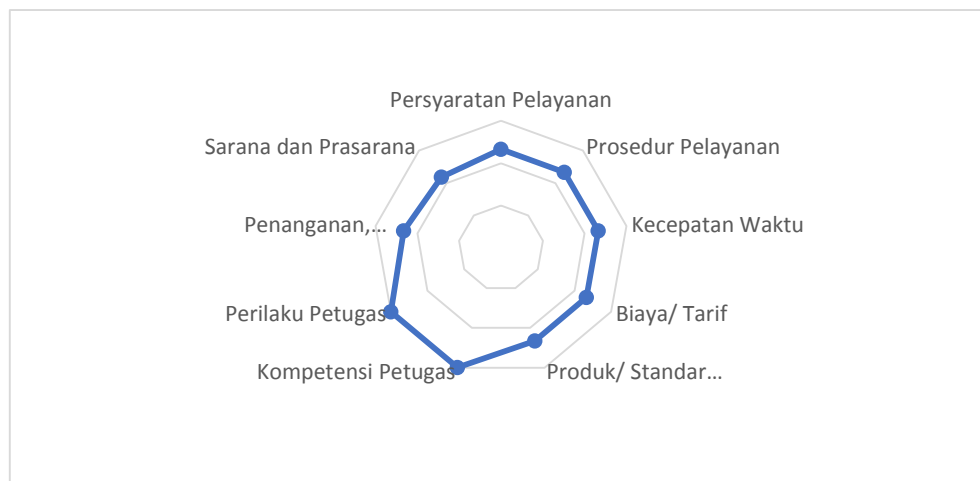 Persyaratan Pelayanan
Prosedur Pelayanan
Kecepatan Waktu
Biaya/ Tarif
Produk/ Standar...
Kompetensi Petugas
Perilaku Petugas
Penanganan,...
Sarana dan Prasarana